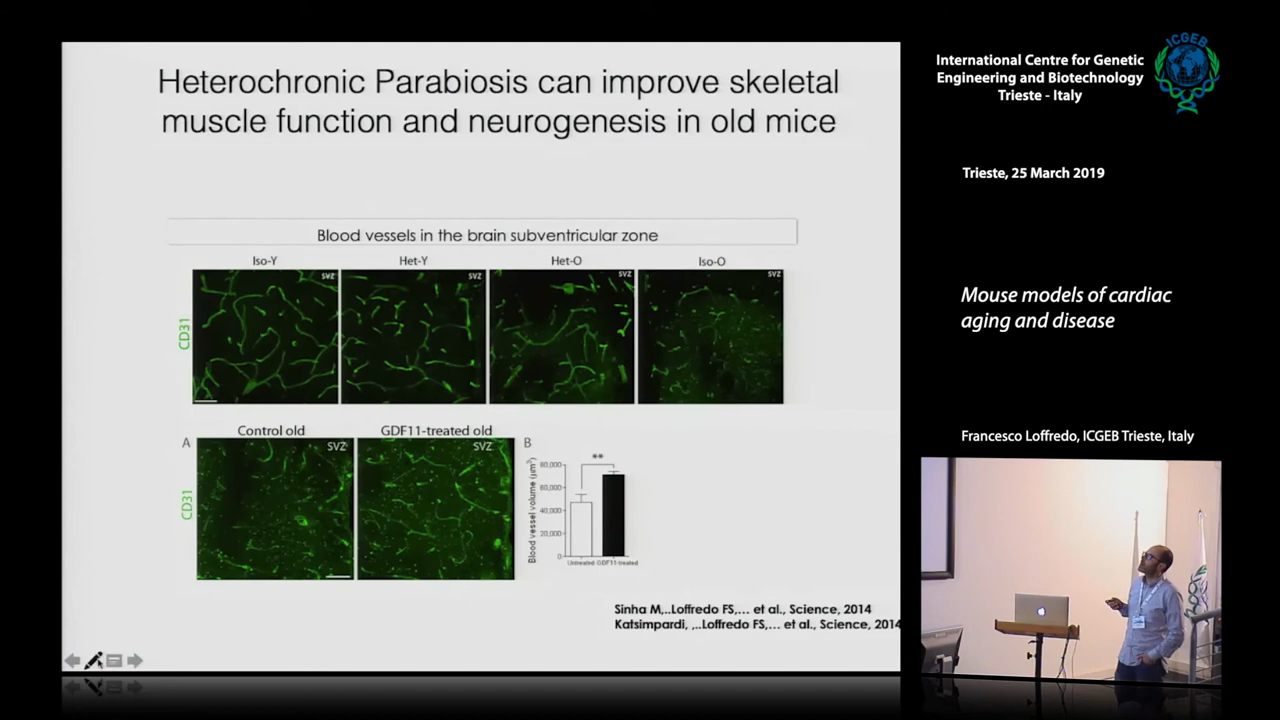 Heterochronic Parabiosis can improve skeletal
muscle function and neurogenesis in old mice
Blood vessels in the brain subventricular zone
Iso-Y
Het-Y
Het-O
Iso-O
CD31
SVZ
SVZ
SVZ
SVZ
A
Control old
GDF11-treated old
B
CD31
SVZ
SVZ
**
Blood vessel volume (µm³)
80,000
60,000
40,000
20,000
0
Untreated
GDF11-treated
Sinha M,..Loffredo FS,... et al., Science, 2014
Katsimpardi, ,..Loffredo FS,... et al., Science, 2014
ICGEB
International Centre for Genetic
Engineering and Biotechnology
Trieste - Italy
Trieste, 25 March 2019
Mouse models of cardiac
aging and disease
Francesco Loffredo, ICGEB Trieste, Italy